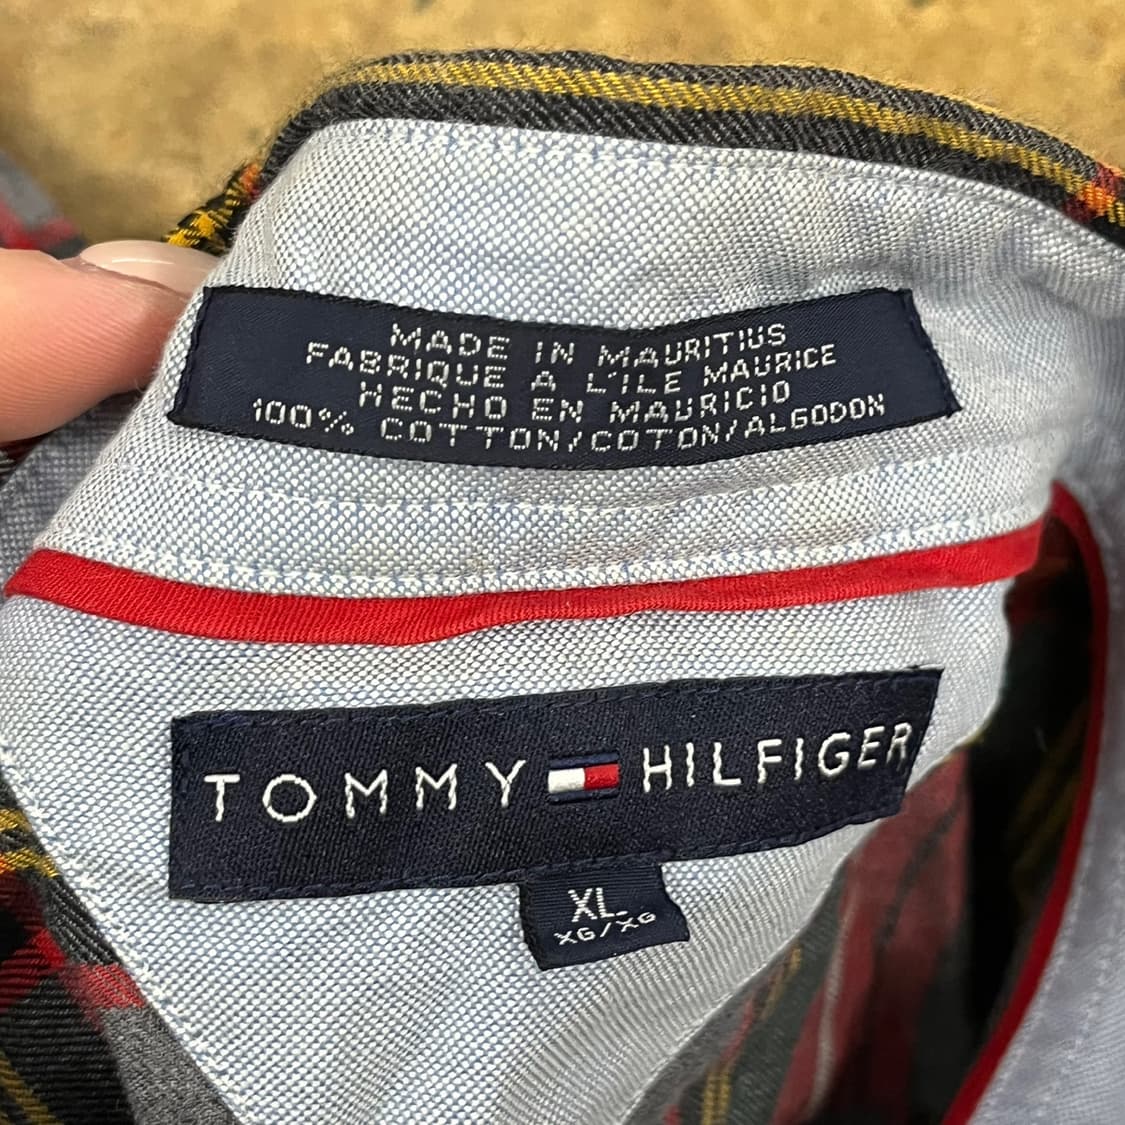 MADE IN MAURITIUS
FABRIQUE A L'ILE MAURICE
HECHO EN MAURICIO
100% COTTON/COTON/ALGODON
TOMMY HILFIGER
XL
XG/XG